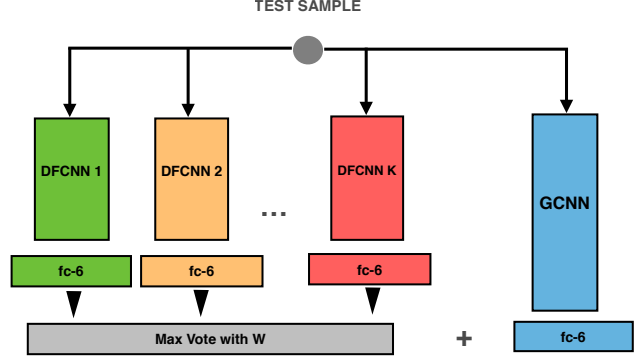 TEST SAMPLE
DFCNN 1
DFCNN 2
...
DFCNN K
GCNN
fc-6
fc-6
fc-6
Max Vote with W
+
fc-6